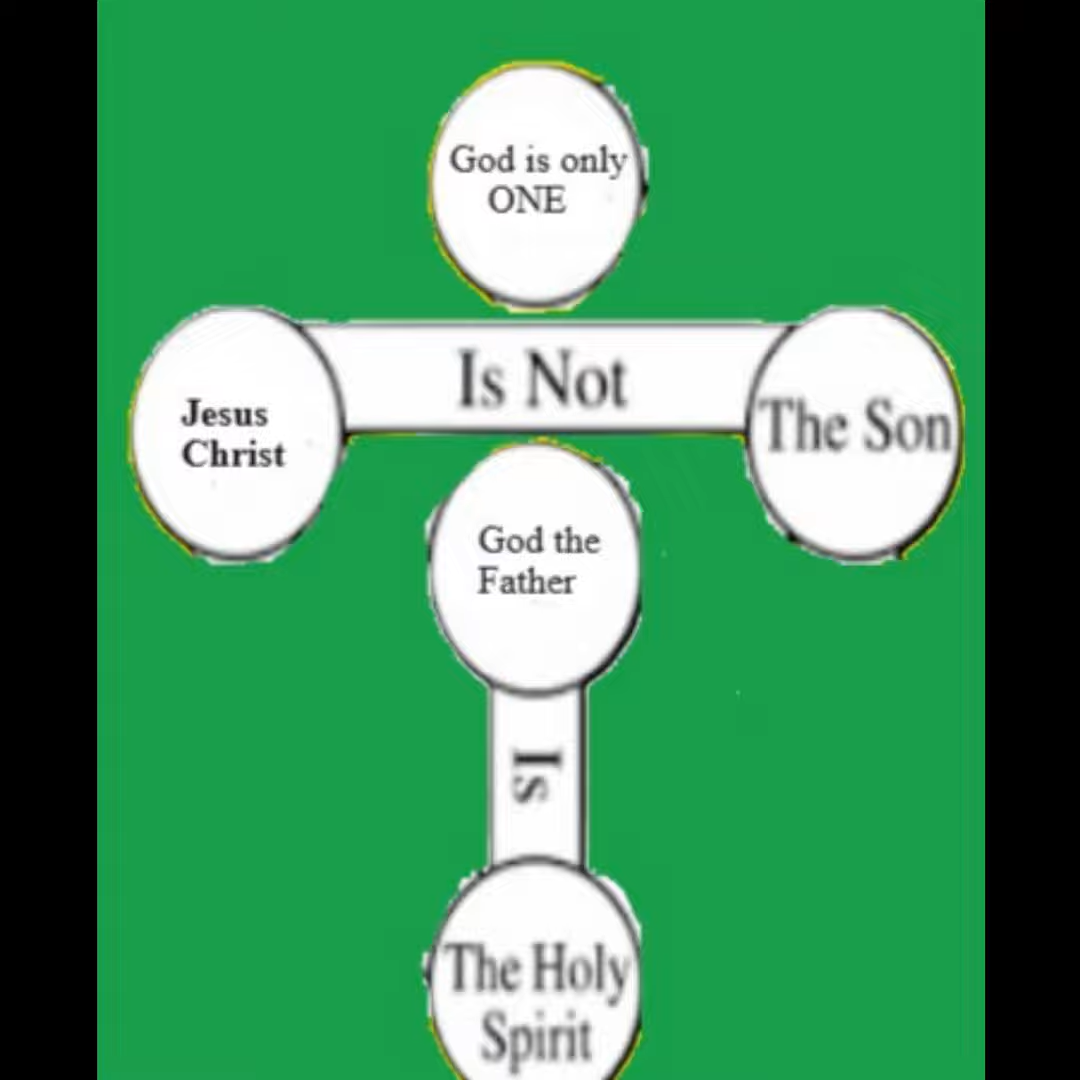 God is only
ONE
Is Not
Jesus
Christ
The Son
God the
Father
Is
The Holy
Spirit